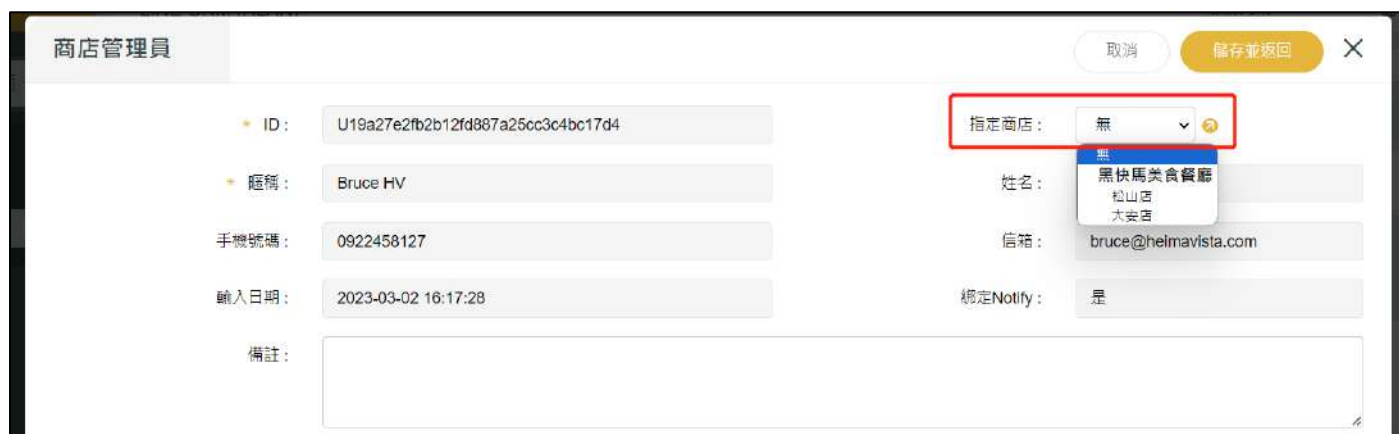 商店管理員
取消
儲存並返回
* ID：
U19a27e2fb2b12fd887a25cc3c4bc17d4
指定商店：
無
無
黑快馬美食餐廳
松山店
大安店
* 暱稱：
Bruce HV
姓名：
手機號碼：
0922458127
信箱：
bruce@heimavista.com
輸入日期：
2023-03-02 16:17:28
綁定Notify：
是
備註：